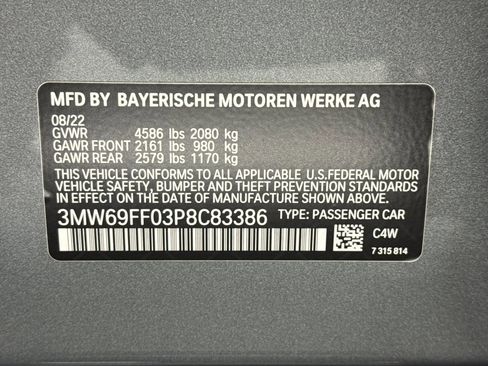 MFD BY BAYERISCHE MOTOREN WERKE AG
08/22
GVWR 4586 lbs 2080 kg
GAWR FRONT 2161 lbs 980 kg
GAWR REAR 2579 lbs 1170 kg
THIS VEHICLE CONFORMS TO ALL APPLICABLE U.S.FEDERAL MOTOR
VEHICLE SAFETY, BUMPER AND THEFT PREVENTION STANDARDS
IN EFFECT ON THE DATE OF MANUFACTURE SHOWN ABOVE.
3MW69FF03P8C83386 TYPE: PASSENGER CAR
C4W
7 315 814